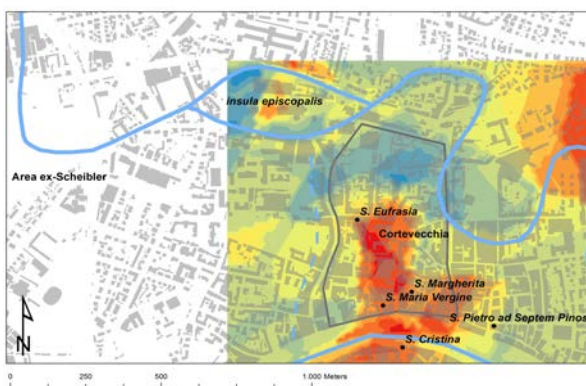 insula episcopalis
Area ex-Scheibler
S. Eufrasia
Cortevecchia
S. Margherita
S. Maria Vergine
S. Pietro ad Septem Pinos
S. Cristina
N
0 250 500 1.000 Meters